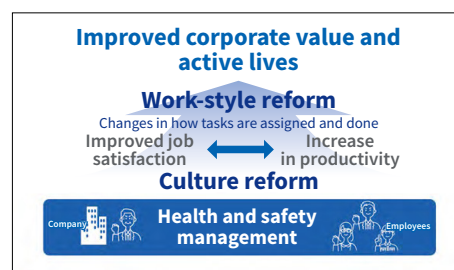 Improved corporate value and
active lives
Work-style reform
Changes in how tasks are assigned and done
Improved job
satisfaction
Increase
in productivity
Culture reform
Company
Health and safety
management
Employees